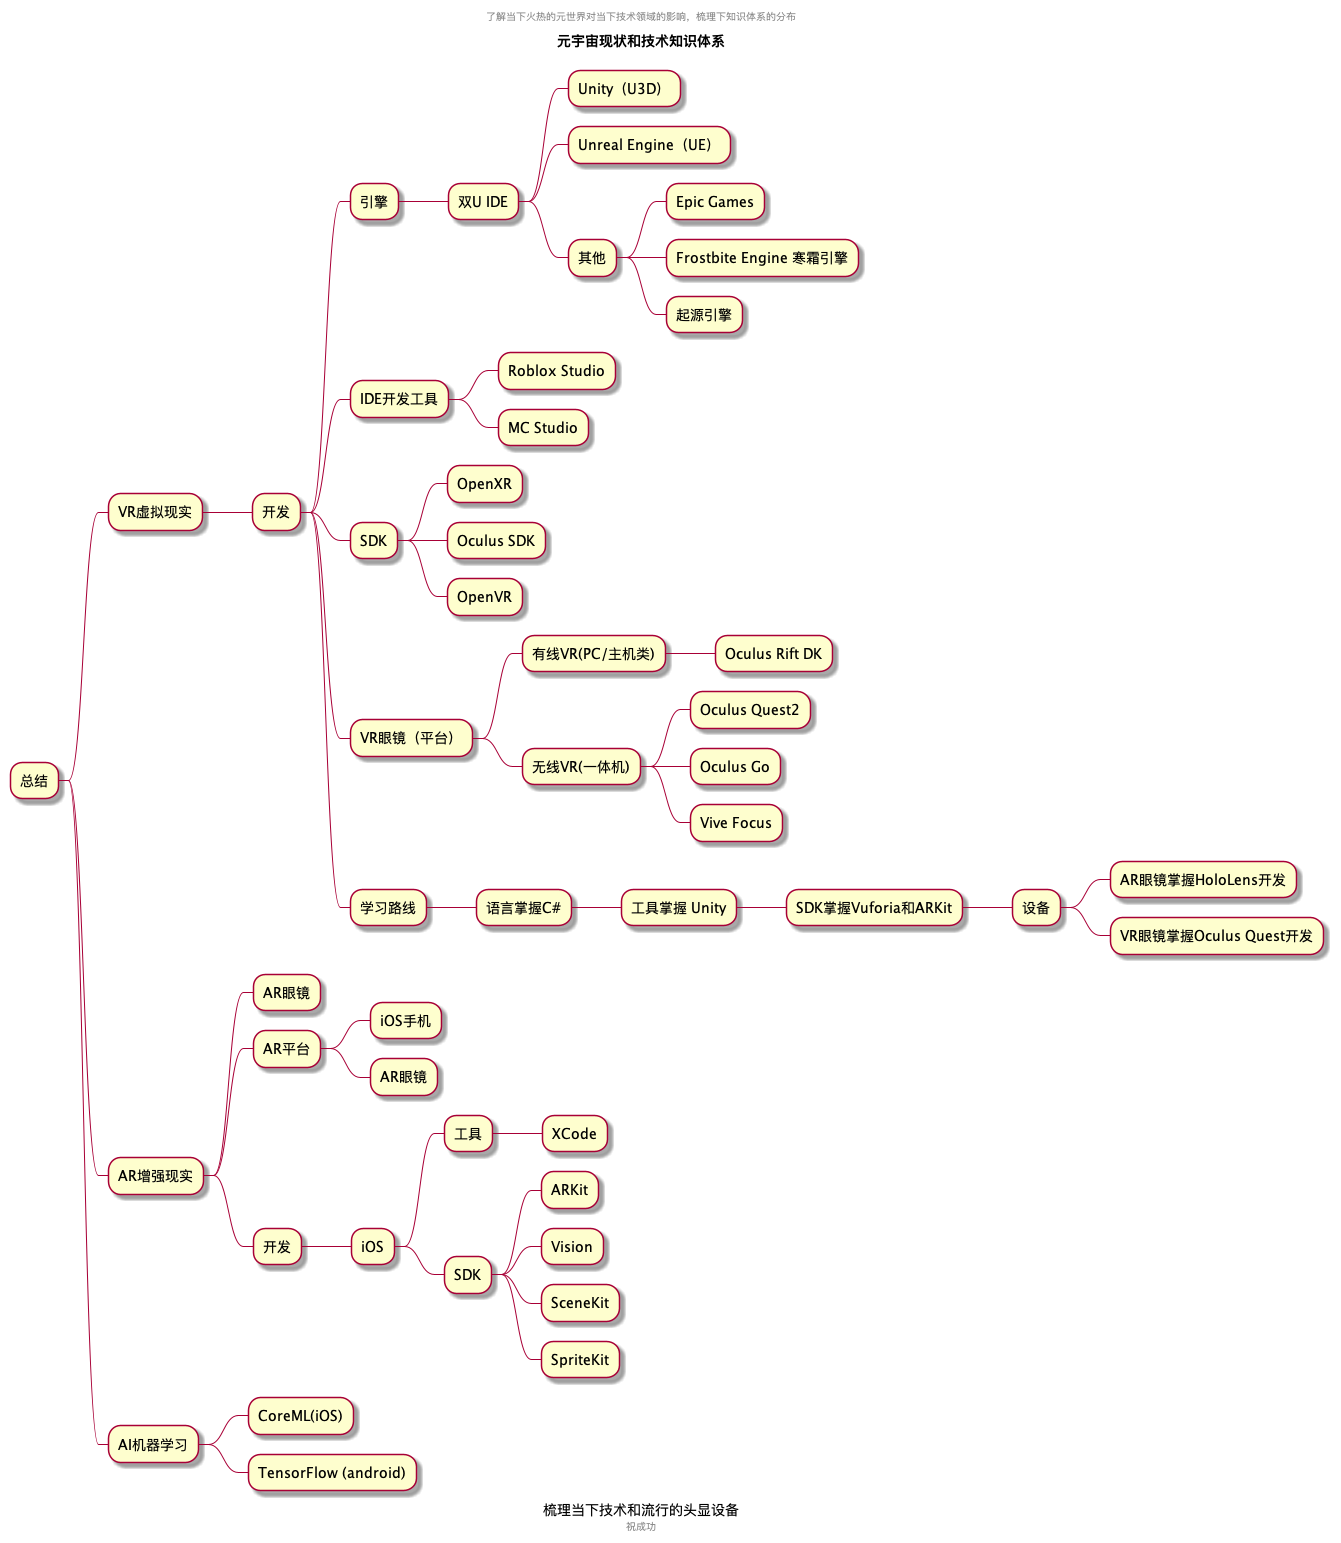 了解当下火热的元世界对当下技术领域的影响，梳理下知识体系的分布
元宇宙现状和技术知识体系
总结
VR虚拟现实
开发
引擎
双U IDE
Unity（U3D）
Unreal Engine（UE）
其他
Epic Games
Frostbite Engine 寒霜引擎
起源引擎
IDE开发工具
Roblox Studio
MC Studio
SDK
OpenXR
Oculus SDK
OpenVR
VR眼镜（平台）
有线VR(PC/主机类)
Oculus Rift DK
无线VR(一体机)
Oculus Quest2
Oculus Go
Vive Focus
学习路线
语言掌握C#
工具掌握 Unity
SDK掌握Vuforia和ARKit
设备
AR眼镜掌握HoloLens开发
VR眼镜掌握Oculus Quest开发
AR增强现实
AR眼镜
AR平台
iOS手机
AR眼镜
开发
iOS
工具
XCode
SDK
ARKit
Vision
SceneKit
SpriteKit
AI机器学习
CoreML(iOS)
TensorFlow (android)
梳理当下技术和流行的头显设备
祝成功